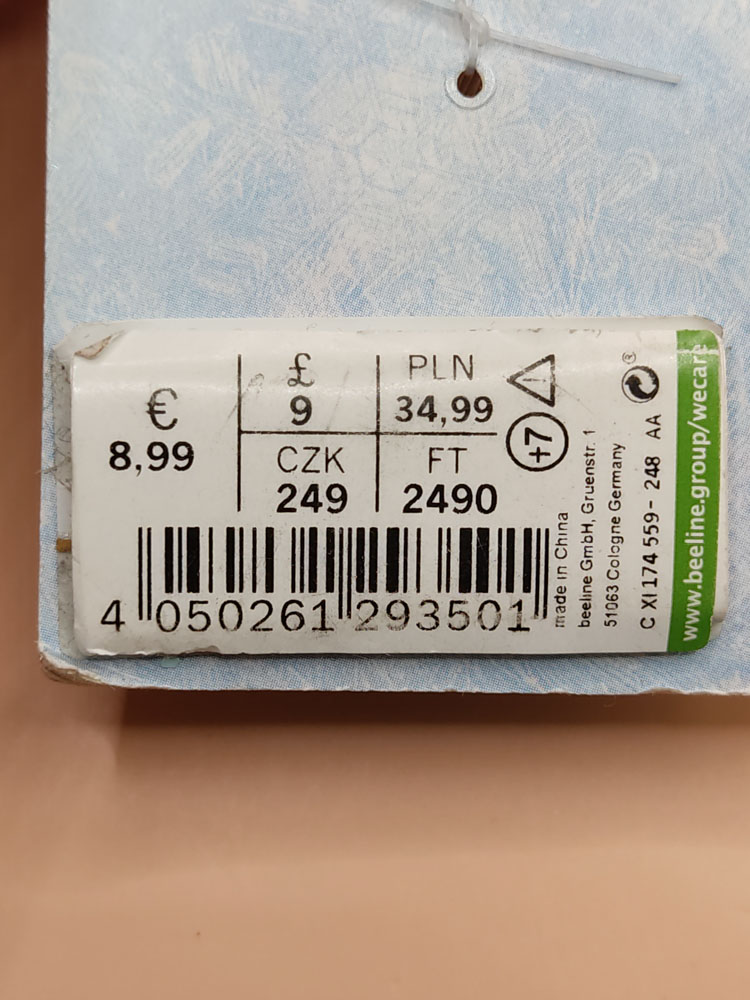 €
8,99
£
9
PLN
34,99
CZK
249
FT
2490
+7
4 050261 293501
made in China
beeline GmbH, Gruenstr. 1
51063 Cologne Germany
C XI 174 559- 248 AA
www.beeline.group/wecare